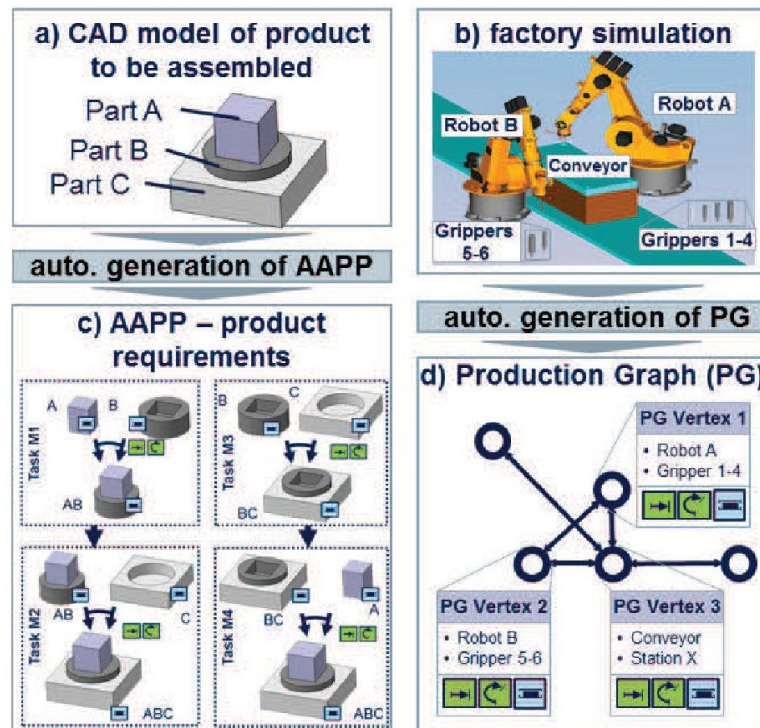 a) CAD model of product
to be assembled
Part A
Part B
Part C
auto. generation of AAPP
b) factory simulation
Robot A
Robot B
Conveyor
Grippers
5-6
Grippers 1-4
auto. generation of PG
c) AAPP – product
requirements
Task M1
A
B
AB
Task M3
B
C
BC
Task M2
AB
C
ABC
Task M4
BC
A
ABC
d) Production Graph (PG)
PG Vertex 1
• Robot A
• Gripper 1-4
PG Vertex 2
• Robot B
• Gripper 5-6
PG Vertex 3
• Conveyor
• Station X